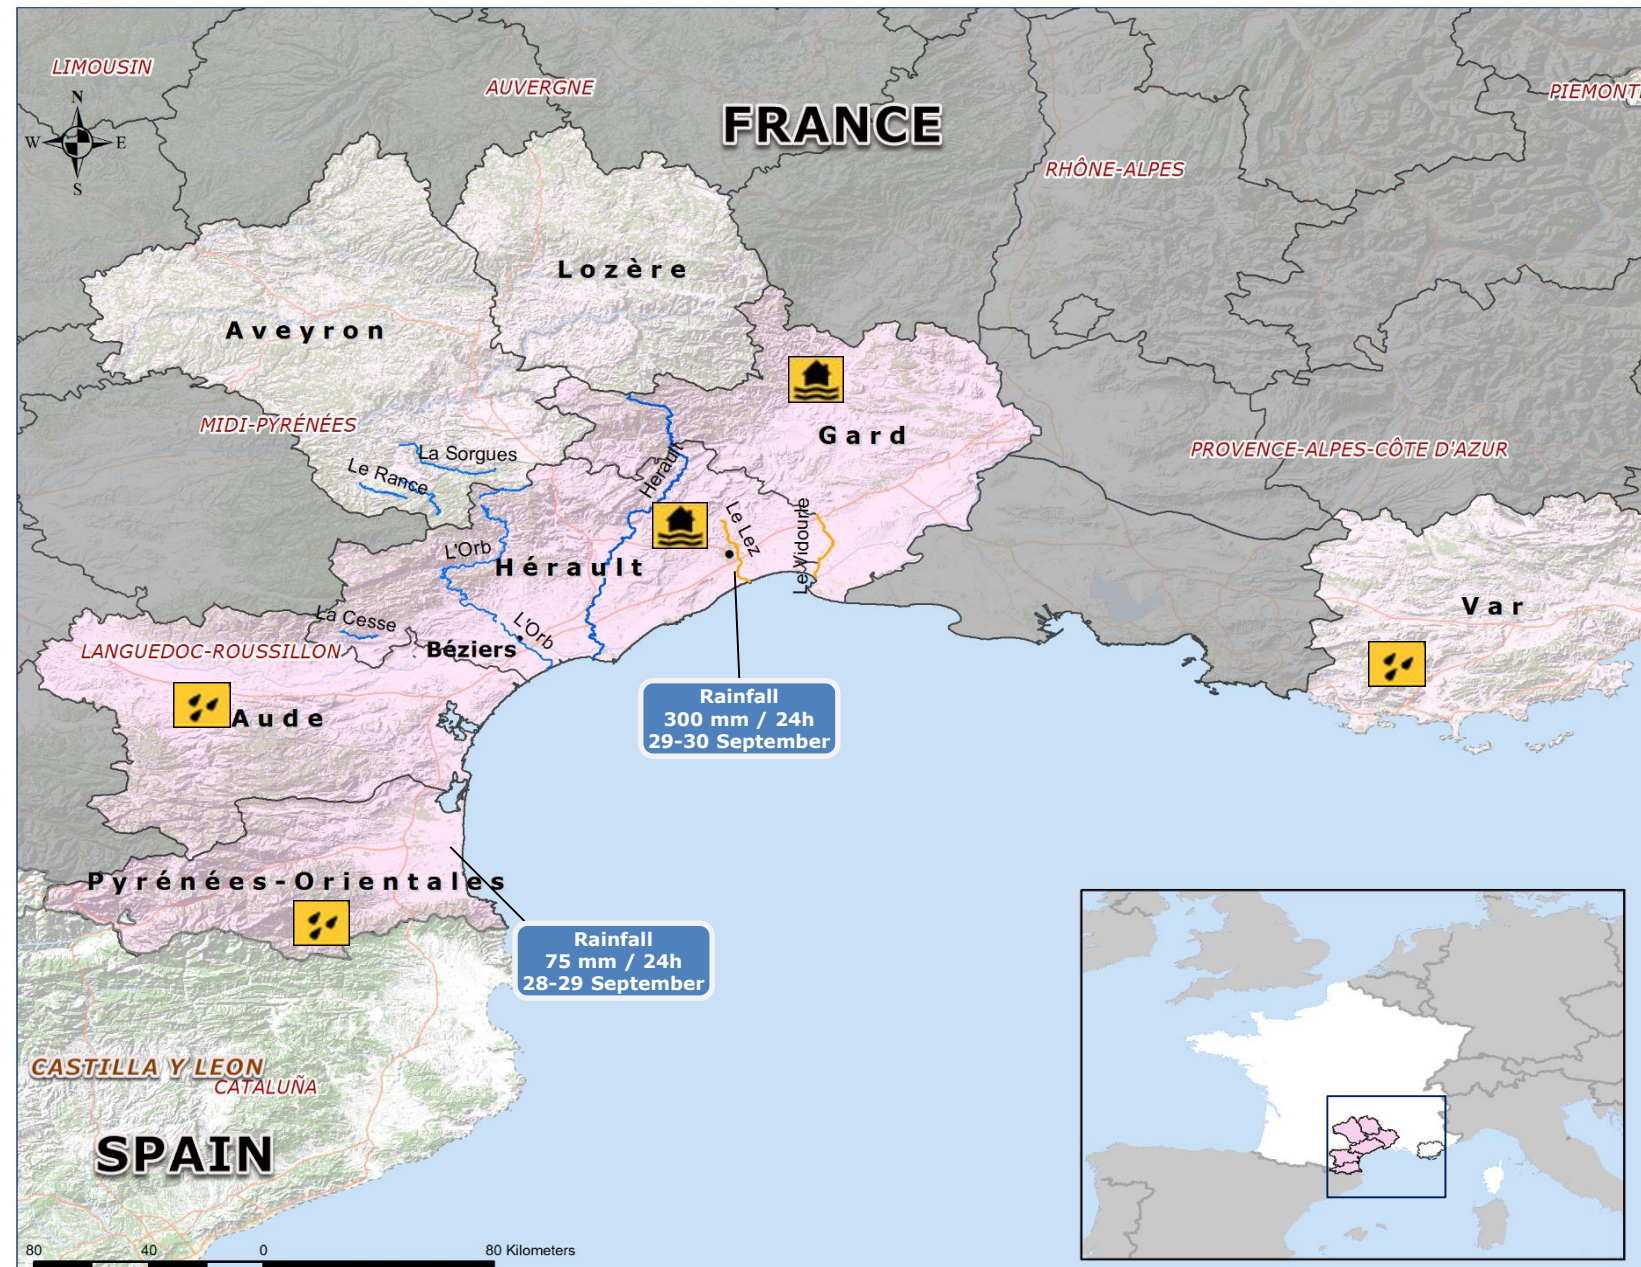 LIMOUSIN
AUVERGNE
FRANCE
PIEMONT
N
W E
S
RHÔNE-ALPES
Lozère
Aveyron
MIDI-PYRÉNÉES
Gard
PROVENCE-ALPES-CÔTE D'AZUR
La Sorgues
Le Rance
Herault
Le Lez
Le Vidourle
L'Orb
Hérault
Var
La Cesse
L'Orb
LANGUEDOC-ROUSSILLON
Béziers
Aude
Rainfall
300 mm / 24h
29-30 September
Pyrénées-Orientales
Rainfall
75 mm / 24h
28-29 September
CASTILLA Y LEON
CATALUÑA
SPAIN
80 40 0 80 Kilometers